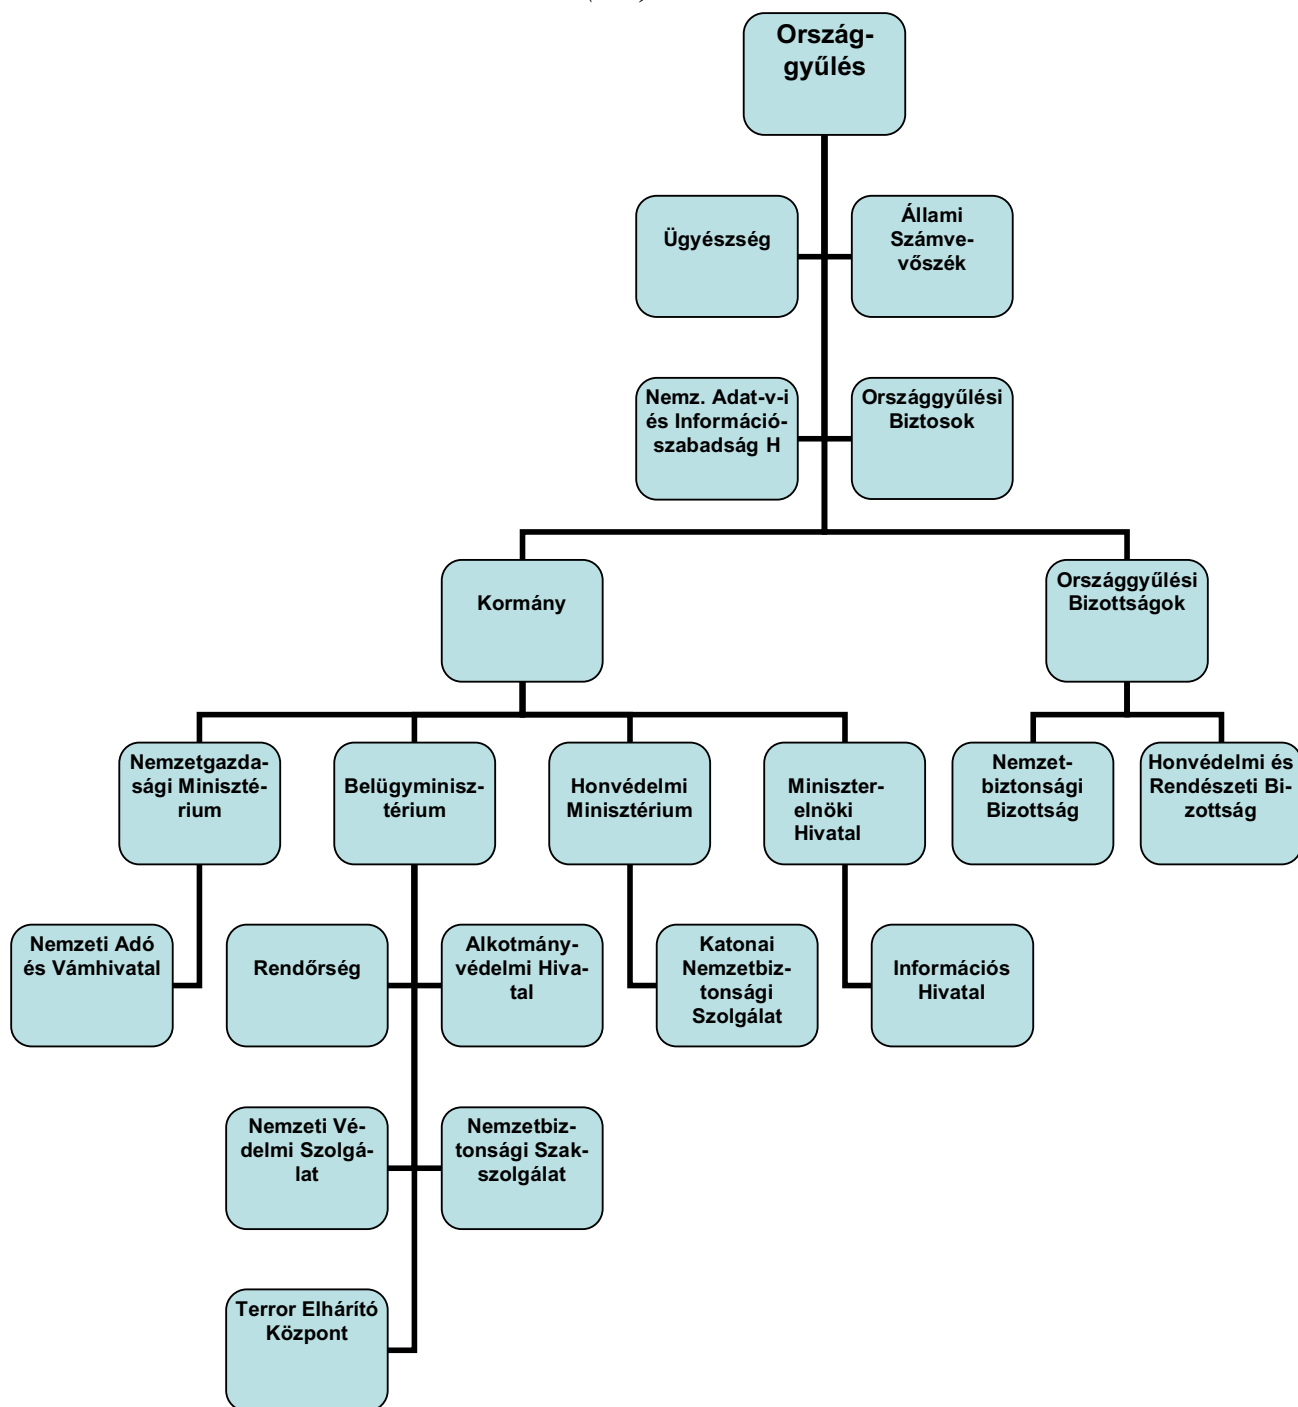 Ország-
gyűlés
Ügyészség
Állami
Számve-
vőszék
Nemz. Adat-v-i
és Információ-
szabadság H
Országgyűlési
Biztosok
Kormány
Országgyűlési
Bizottságok
Nemzetgazda-
sági Miniszté-
rium
Belügyminisz-
térium
Honvédelmi
Minisztérium
Miniszter-
elnöki
Hivatal
Nemzet-
biztonsági
Bizottság
Honvédelmi és
Rendészeti Bi-
zottság
Nemzeti Adó
és Vámhivatal
Rendőrség
Alkotmány-
védelmi Hiva-
tal
Katonai
Nemzetbiz-
tonsági
Szolgálat
Információs
Hivatal
Nemzeti Vé-
delmi Szolgá-
lat
Nemzetbiz-
tonsági Szak-
szolgálat
Terror Elhárító
Központ